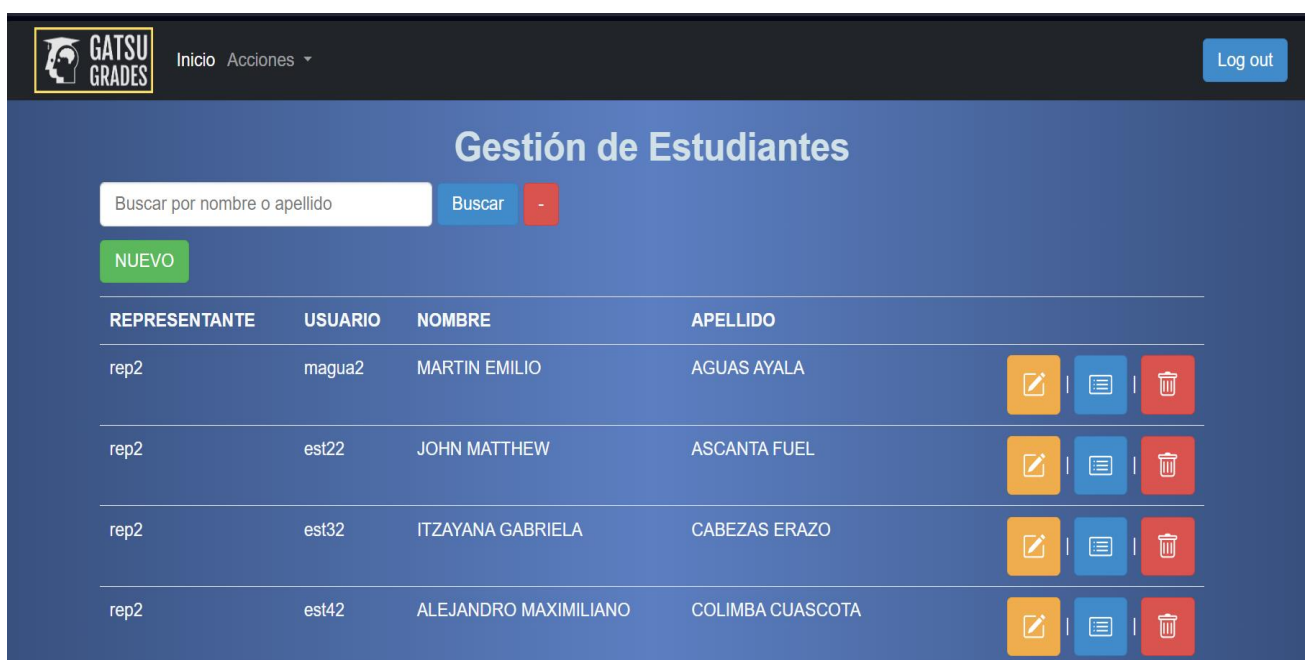 GATSU
GRADES
Inicio Acciones
Log out
Gestión de Estudiantes
Buscar por nombre o apellido Buscar -
NUEVO
REPRESENTANTE USUARIO NOMBRE APELLIDO
rep2 magua2 MARTIN EMILIO AGUAS AYALA | |
rep2 est22 JOHN MATTHEW ASCANTA FUEL | |
rep2 est32 ITZAYANA GABRIELA CABEZAS ERAZO | |
rep2 est42 ALEJANDRO MAXIMILIANO COLIMBA CUASCOTA | |